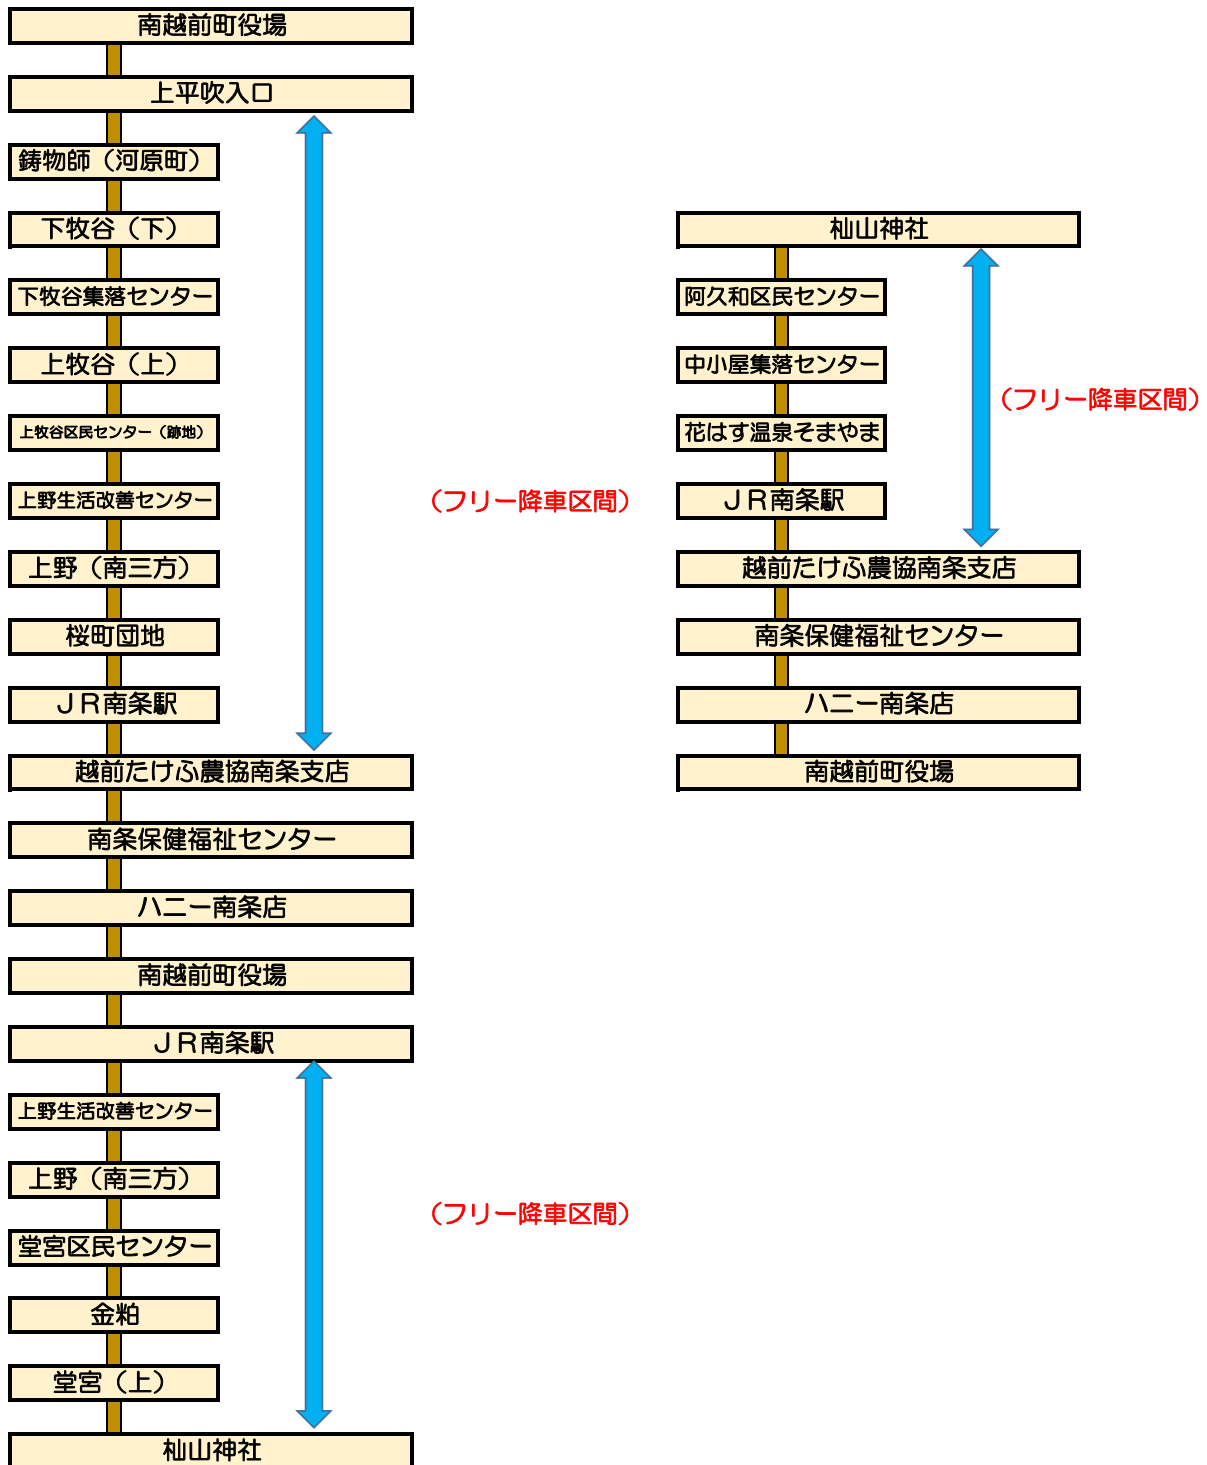 南越前町役場
上平吹入口
鋳物師（河原町）
下牧谷（下）
下牧谷集落センター
上牧谷（上）
上牧谷区民センター（跡地）
上野生活改善センター
（フリー降車区間）
上野（南三方）
桜町団地
ＪＲ南条駅
越前たけふ農協南条支店
南条保健福祉センター
ハニー南条店
南越前町役場
ＪＲ南条駅
上野生活改善センター
上野（南三方）
（フリー降車区間）
堂宮区民センター
金粕
堂宮（上）
杣山神社
杣山神社
阿久和区民センター
中小屋集落センター
（フリー降車区間）
花はす温泉そまやま
ＪＲ南条駅
越前たけふ農協南条支店
南条保健福祉センター
ハニー南条店
南越前町役場